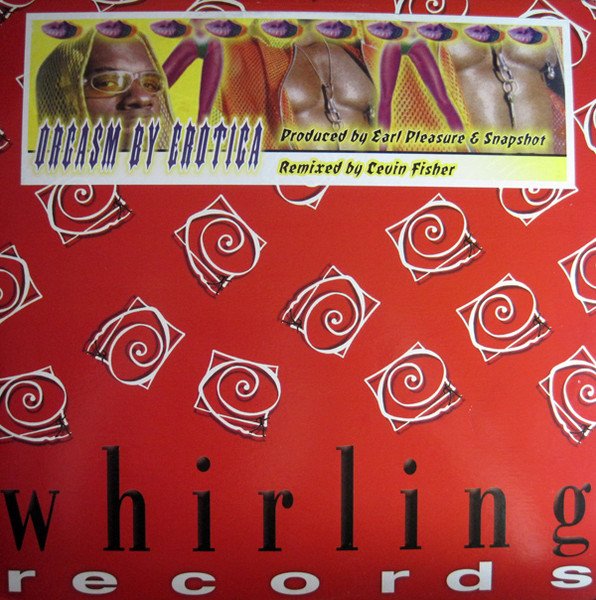 ORGASM BY EROTICA
Produced by Earl Pleasure & Snapshot
Remixed by Cevin Fisher
whirling
records